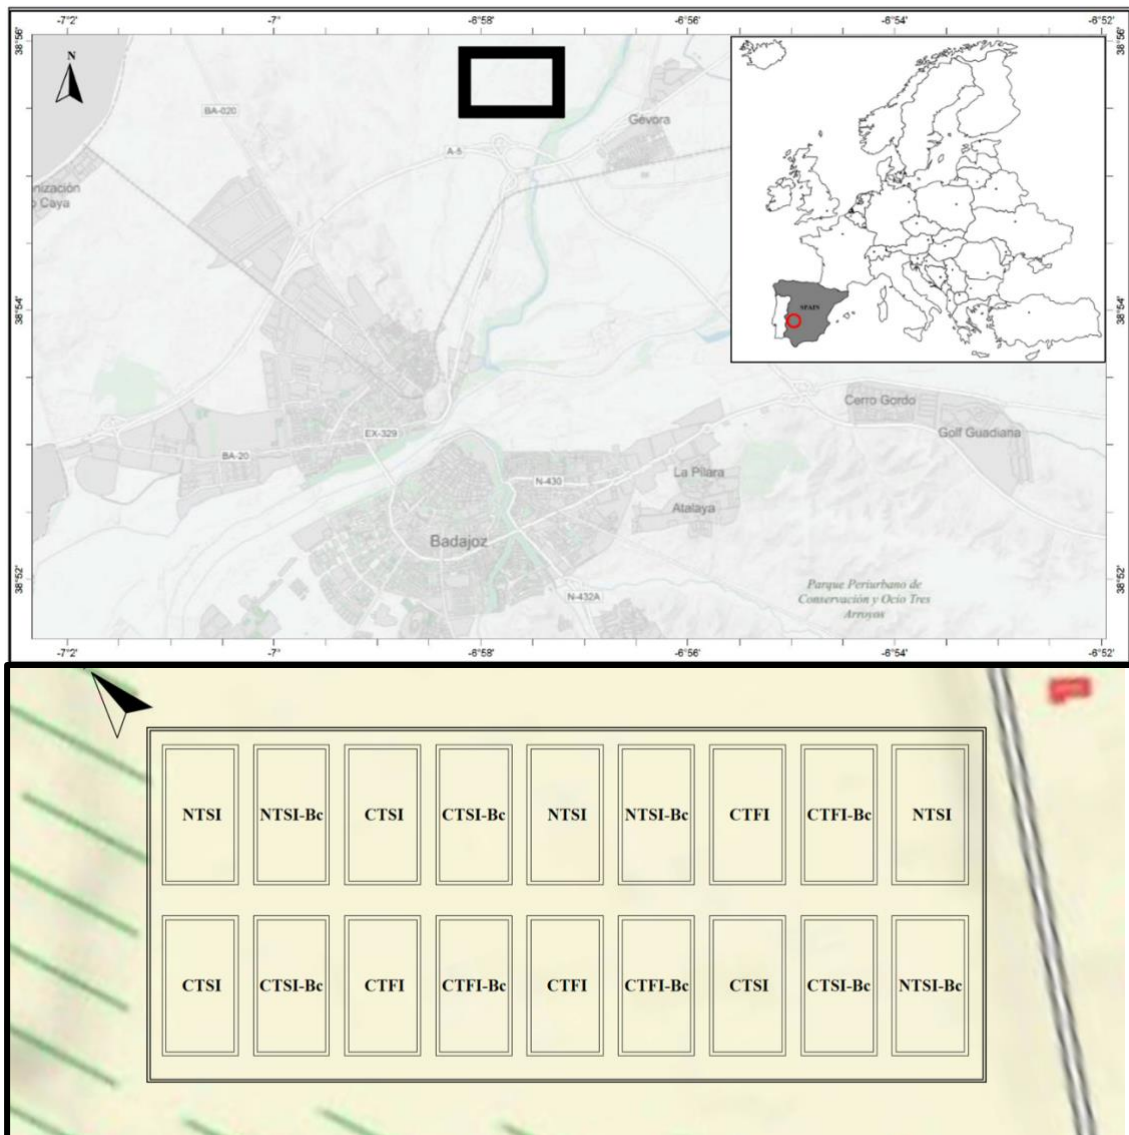 -7°2'
-7°
-6°58'
-6°56'
-6°54'
-6°52'
38°56'
38°56'
N
BA-020
Gévora
A-5
nización
o Caya
SPAIN
38°54'
38°54'
Cerro Gordo
EX-329
Golf Guadiana
BA-20
La Pilara
N-430
Atalaya
Badajoz
38°52'
38°52'
Parque Periurbano de
Conservación y Ocio Tres
Arroyos
N-432A
-7°2'
-7°
-6°58'
-6°56'
-6°54'
-6°52'
NTSI NTSI-Bc CTSI CTSI-Bc NTSI NTSI-Bc CTFI CTFI-Bc NTSI
CTSI CTSI-Bc CTFI CTFI-Bc CTFI CTFI-Bc CTSI CTSI-Bc NTSI-Bc